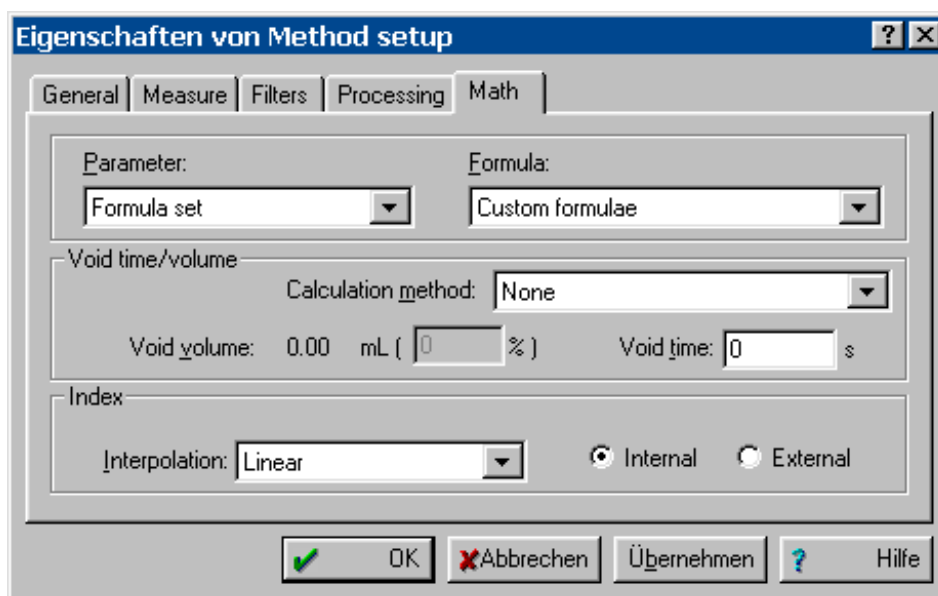 Eigenschaften von Method setup ? X
General Measure Filters Processing Math
Parameter: Formula:
Formula set Custom formulae
Void time/volume
Calculation method: None
Void volume: 0.00 mL ( 0 % ) Void time: 0 s
Index
Interpolation: Linear Internal External
OK Abbrechen Übernehmen ? Hilfe